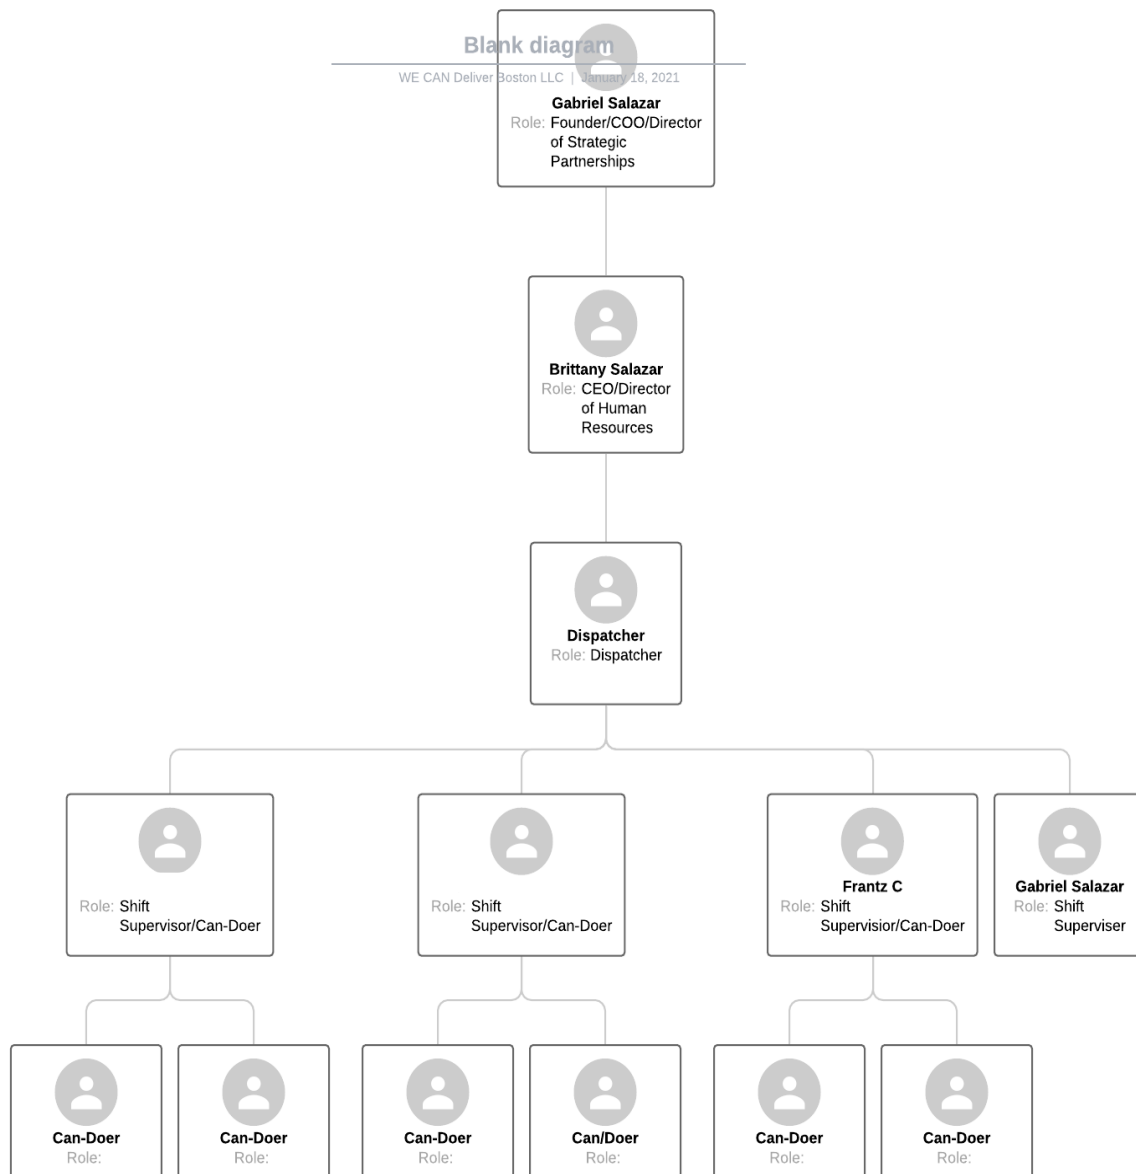 Blank diagram
WE CAN Deliver Boston LLC | January 18, 2021
Gabriel Salazar
Role: Founder/COO/Director
of Strategic
Partnerships
Brittany Salazar
Role: CEO/Director
of Human
Resources
Dispatcher
Role: Dispatcher
Role: Shift
Supervisor/Can-Doer
Role: Shift
Supervisor/Can-Doer
Frantz C
Role: Shift
Supervisior/Can-Doer
Gabriel Salazar
Role: Shift
Superviser
Can-Doer
Role:
Can-Doer
Role:
Can-Doer
Role:
Can/Doer
Role:
Can-Doer
Role:
Can-Doer
Role: